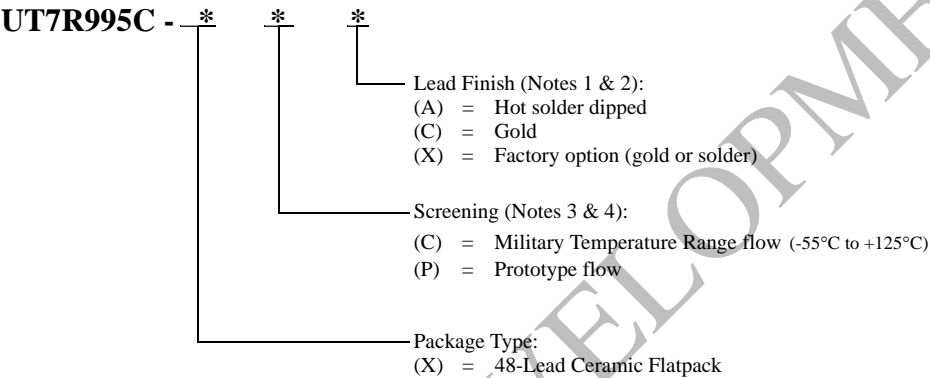 UT7R995C - * * *
Lead Finish (Notes 1 & 2):
(A) = Hot solder dipped
(C) = Gold
(X) = Factory option (gold or solder)
Screening (Notes 3 & 4):
(C) = Military Temperature Range flow (-55°C to +125°C)
(P) = Prototype flow
Package Type:
(X) = 48-Lead Ceramic Flatpack